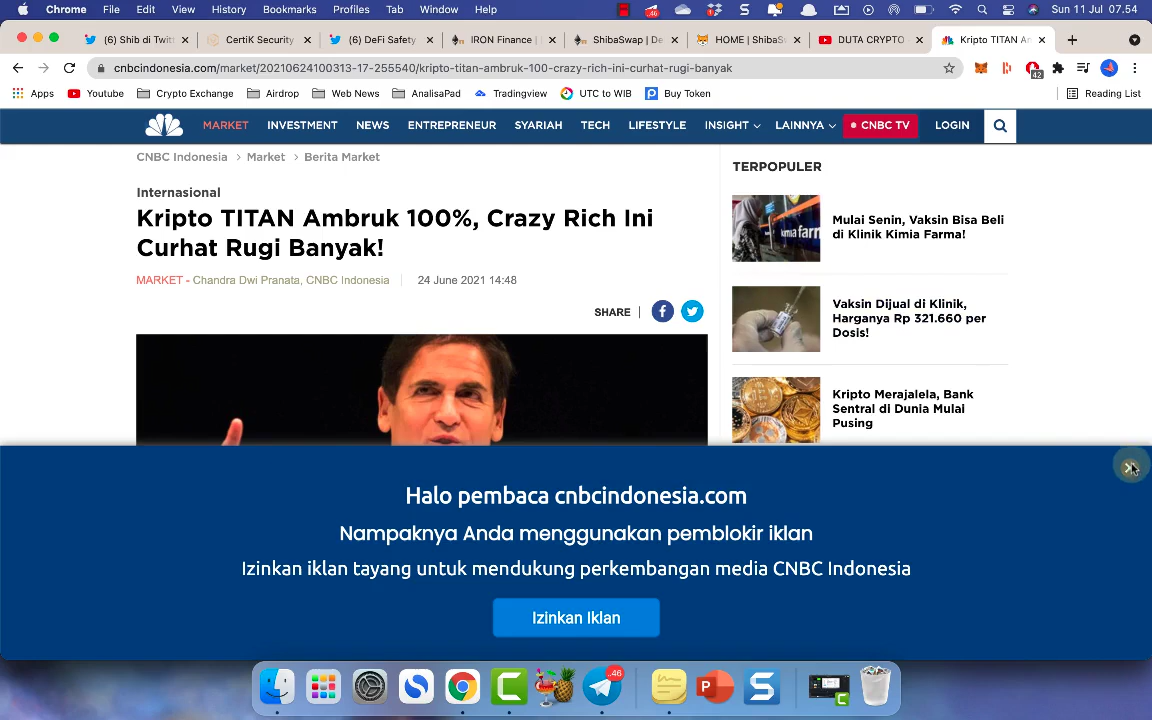 Chrome File Edit View History Bookmarks Profiles Tab Window Help .46 Sun 11 Jul 07.54
(6) Shib di Twitt CertiK Security (6) DeFi Safety IRON Finance | ShibaSwap | De HOME | ShibaS DUTA CRYPTO Kripto TITAN An
cnbcindonesia.com/market/20210624100313-17-255540/kripto-titan-ambruk-100-crazy-rich-ini-curhat-rugi-banyak 42
Apps Youtube Crypto Exchange Airdrop Web News AnalisaPad Tradingview UTC to WIB Buy Token Reading List
MARKET INVESTMENT NEWS ENTREPRENEUR SYARIAH TECH LIFESTYLE INSIGHT LAINNYA CNBC TV LOGIN
CNBC Indonesia > Market > Berita Market
Internasional
Kripto TITAN Ambruk 100%, Crazy Rich Ini
Curhat Rugi Banyak!
MARKET - Chandra Dwi Pranata, CNBC Indonesia 24 June 2021 14:48
SHARE
TERPOPULER
kimia farma
Mulai Senin, Vaksin Bisa Beli
di Klinik Kimia Farma!
Vaksin Dijual di Klinik,
Harganya Rp 321.660 per
Dosis!
Kripto Merajalela, Bank
Sentral di Dunia Mulai
Pusing
Halo pembaca cnbcindonesia.com
Nampaknya Anda menggunakan pemblokir iklan
Izinkan iklan tayang untuk mendukung perkembangan media CNBC Indonesia
Izinkan Iklan
.46